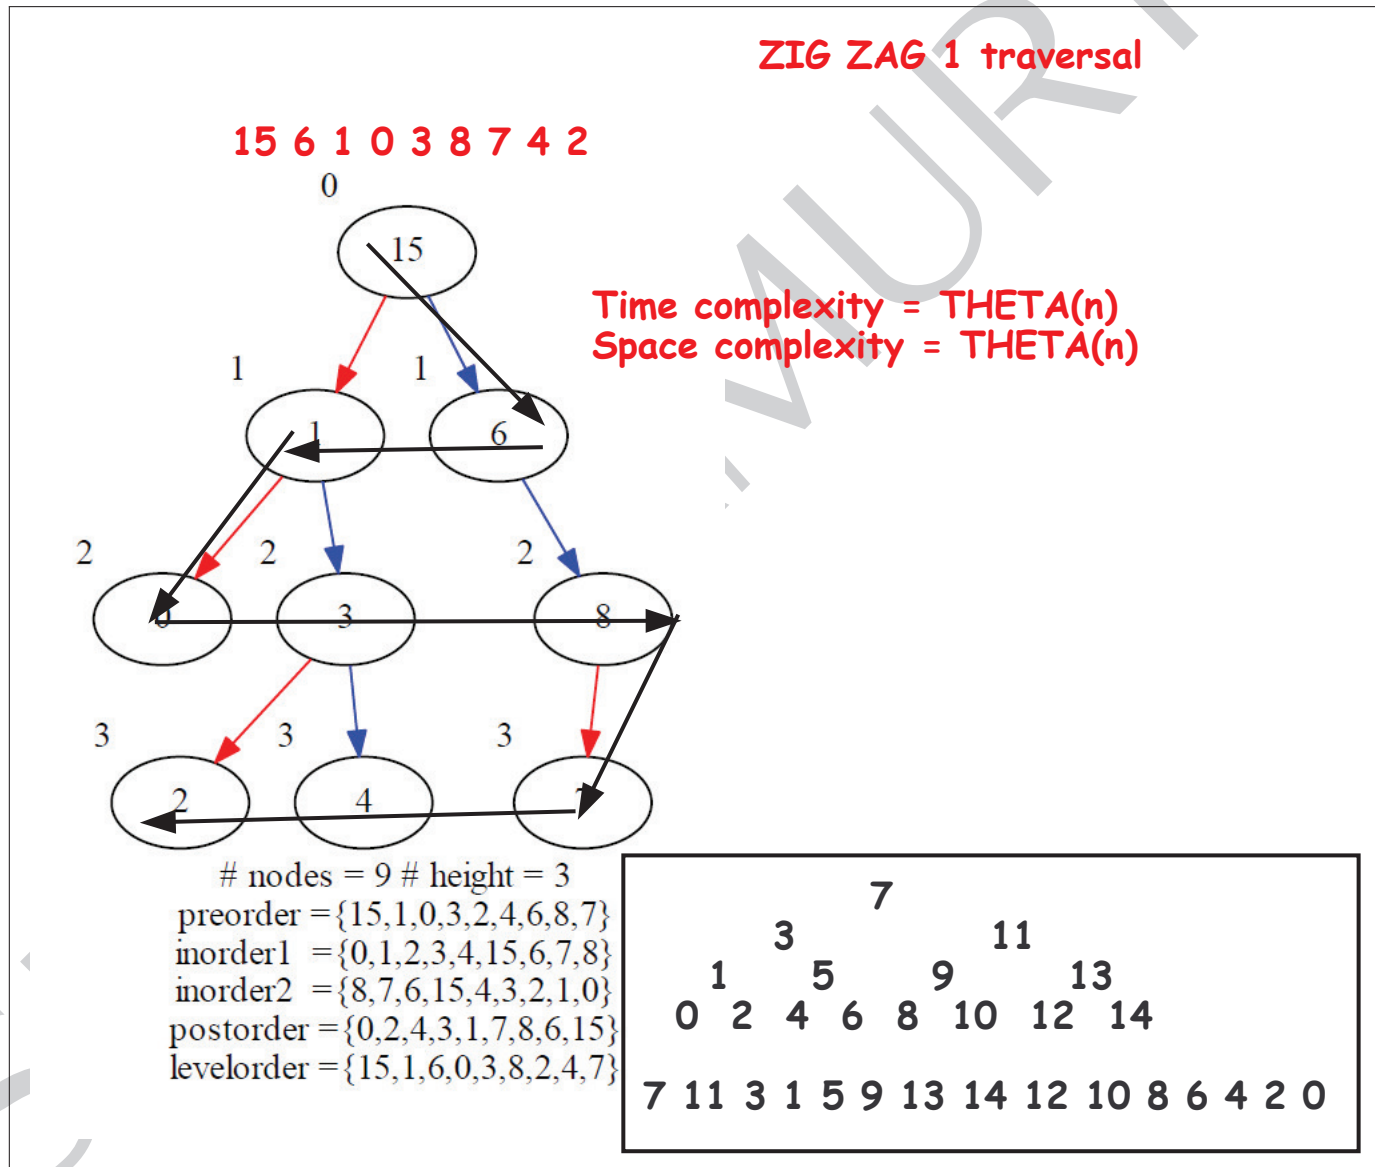 ZIG ZAG 1 traversal
15 6 1 0 3 8 7 4 2
0
15
Time complexity = THETA(n)
Space complexity = THETA(n)
1 1
1 6
2 2 2
0 3 8
3 3 3
2 4 7
# nodes = 9 # height = 3
preorder ={15,1,0,3,2,4,6,8,7}
inorder1 ={0,1,2,3,4,15,6,7,8}
inorder2 ={8,7,6,15,4,3,2,1,0}
postorder ={0,2,4,3,1,7,8,6,15}
levelorder ={15,1,6,0,3,8,2,4,7}
7
3 11
1 5 9 13
0 2 4 6 8 10 12 14
7 11 3 1 5 9 13 14 12 10 8 6 4 2 0